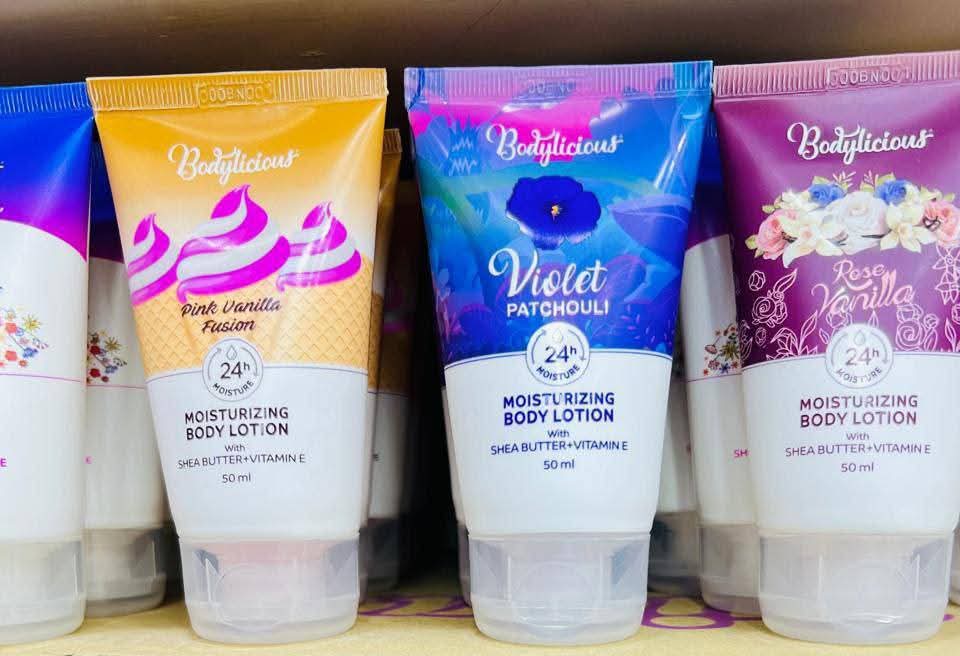 Bodylicious
Pink Vanilla
Fusion
24h
MOISTURE
MOISTURIZING
BODY LOTION
With
SHEA BUTTER+VITAMIN E
50 ml
Bodylicious
Violet
PATCHOULI
24h
MOISTURE
MOISTURIZING
BODY LOTION
With
SHEA BUTTER+VITAMIN E
50 ml
Bodylicious
Rose
Vanilla
24h
MOISTURE
MOISTURIZING
BODY LOTION
With
SHEA BUTTER+VITAMIN E
50 ml